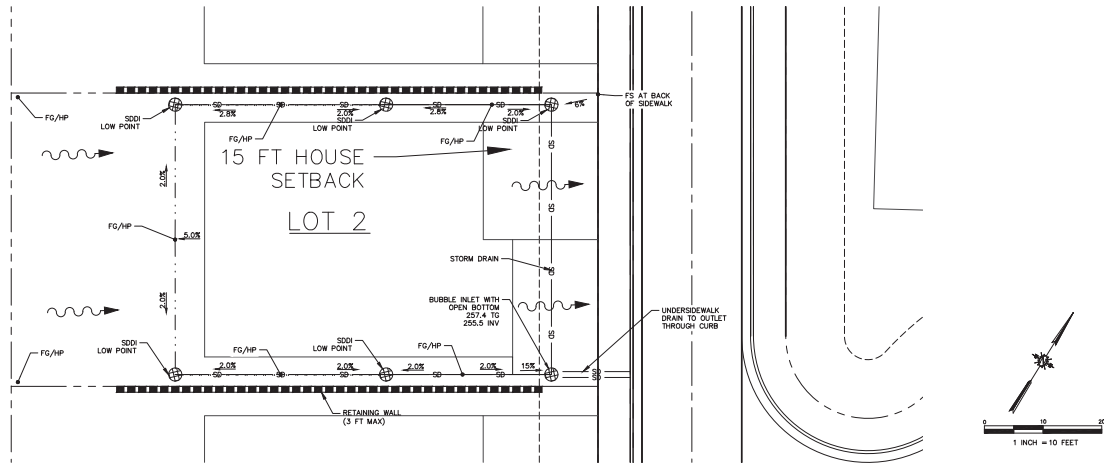 FG/HP
SDDI
LOW POINT
SD
2.8%
SD
FG/HP
SD
2.0%
SDDI
LOW POINT
SD
2.8%
SD
2.0%
FG/HP
SDDI
LOW POINT
6%
FS AT BACK
OF SIDEWALK
15 FT HOUSE
SETBACK
LOT 2
SD
SD
2.0%
FG/HP
5.0%
2.0%
STORM DRAIN
SD
BUBBLE INLET WITH
OPEN BOTTOM
257.4 TG
255.5 INV
SD
UNDERSIDEWALK
DRAIN TO OUTLET
THROUGH CURB
FG/HP
SDDI
LOW POINT
FG/HP
SDDI
LOW POINT
FG/HP
SD
2.0%
SD
2.0%
SD
2.0%
SD
2.0%
SD
15%
RETAINING WALL
(3 FT MAX)
0
10
20
1 INCH = 10 FEET